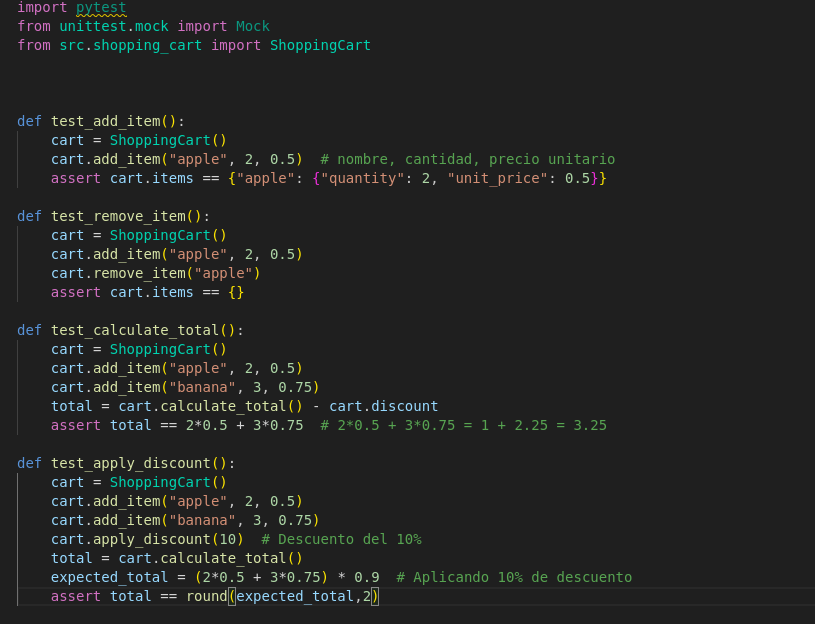 import pytest
from unittest.mock import Mock
from src.shopping_cart import ShoppingCart
def test_add_item():
    cart = ShoppingCart()
    cart.add_item("apple", 2, 0.5)  # nombre, cantidad, precio unitario
    assert cart.items == {"apple": {"quantity": 2, "unit_price": 0.5}}
def test_remove_item():
    cart = ShoppingCart()
    cart.add_item("apple", 2, 0.5)
    cart.remove_item("apple")
    assert cart.items == {}
def test_calculate_total():
    cart = ShoppingCart()
    cart.add_item("apple", 2, 0.5)
    cart.add_item("banana", 3, 0.75)
    total = cart.calculate_total() - cart.discount
    assert total == 2*0.5 + 3*0.75  # 2*0.5 + 3*0.75 = 1 + 2.25 = 3.25
def test_apply_discount():
    cart = ShoppingCart()
    cart.add_item("apple", 2, 0.5)
    cart.add_item("banana", 3, 0.75)
    cart.apply_discount(10)  # Descuento del 10%
    total = cart.calculate_total()
    expected_total = (2*0.5 + 3*0.75) * 0.9  # Aplicando 10% de descuento
    assert total == round(expected_total,2)